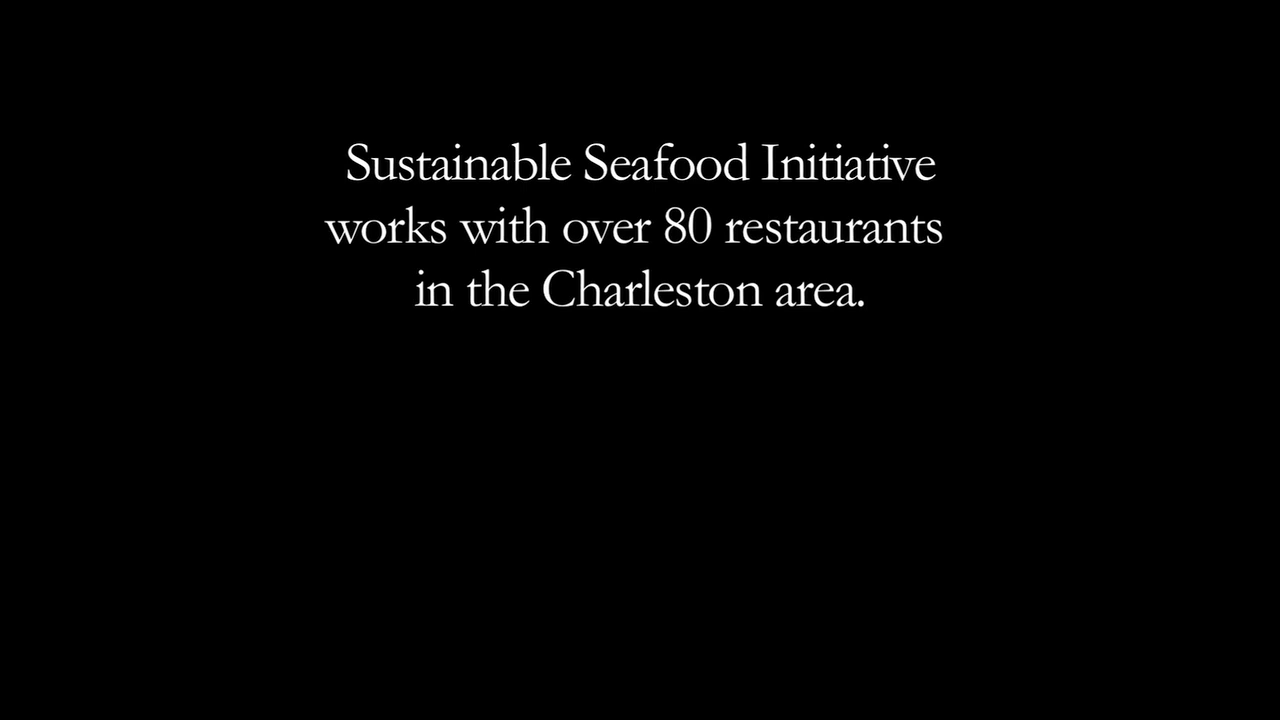 Sustainable Seafood Initiative
works with over 80 restaurants
in the Charleston area.